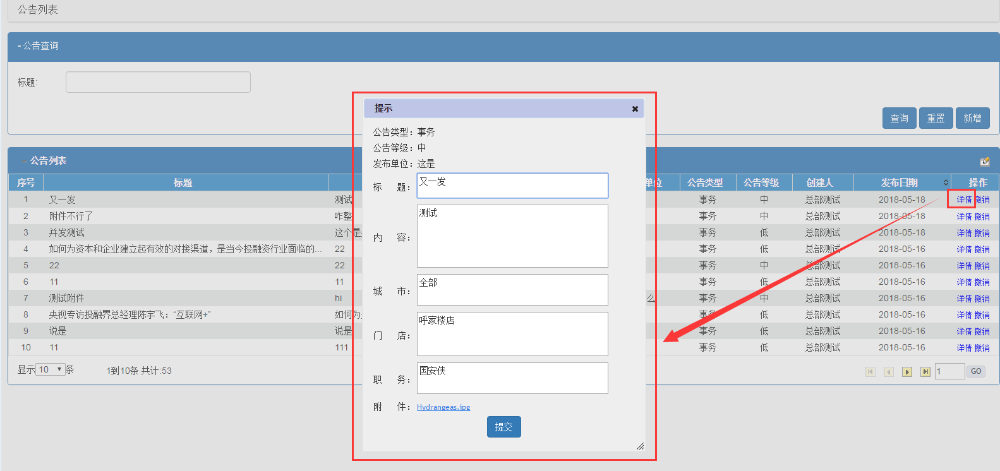 公告列表
- 公告查询
标题:
查询 重置 新增
提示
公告类型：事务
公告等级：中
发布单位：这是
标 题： 又一发
内 容： 测试
城 市： 全部
门 店： 呼家楼店
职 务： 国安侠
附 件： Hydrangeas.jpg
提交
- 公告列表
序号 标题 单位 公告类型 公告等级 创建人 发布日期 操作
1 又一发 测试 事务 中 总部测试 2018-05-18 详情 撤销
2 附件不行了 咋整 事务 中 总部测试 2018-05-18 详情 撤销
3 并发测试 这个是 事务 低 总部测试 2018-05-18 详情 撤销
4 如何为资本和企业建立起有效的对接渠道，是当今投融资行业面临的... 22 事务 低 总部测试 2018-05-16 详情 撤销
5 22 22 事务 中 总部测试 2018-05-16 详情 撤销
6 11 11 事务 低 总部测试 2018-05-16 详情 撤销
7 测试附件 hi 么 事务 中 总部测试 2018-05-16 详情 撤销
8 央视专访投融界总经理陈宇飞：“互联网+” 如何为 事务 低 总部测试 2018-05-16 详情 撤销
9 说是 说是 事务 低 总部测试 2018-05-16 详情 撤销
10 11 111 事务 低 总部测试 2018-05-16 详情 撤销
显示 10 条 1到10条 共计:53 1 GO